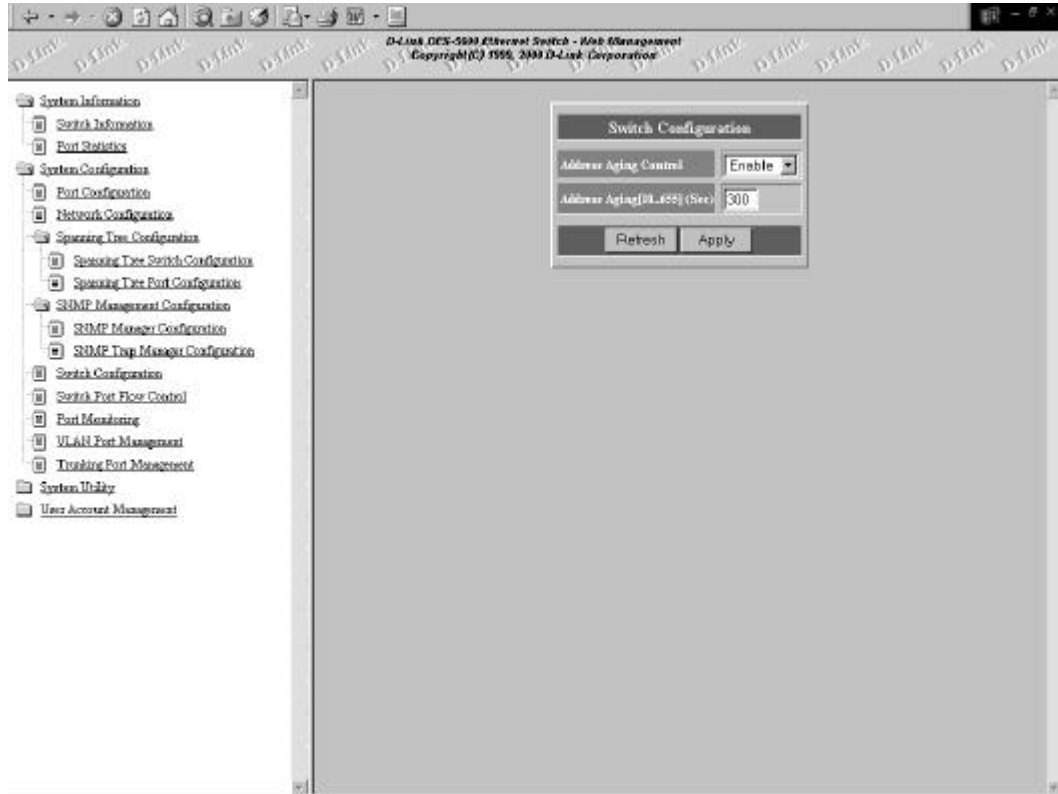 D-Link DES-5000 Ethernet Switch - Web Management
Copyright(C) 1999, 2000 D-Link Corporation
System Information
Switch Information
Port Statistics
System Configuration
Port Configuration
Network Configuration
Spanning Tree Configuration
Spanning Tree Switch Configuration
Spanning Tree Port Configuration
SNMP Management Configuration
SNMP Manager Configuration
SNMP Trap Manager Configuration
Switch Configuration
Switch Port Flow Control
Port Monitoring
VLAN Port Management
Trunking Port Management
System Utility
User Account Management
Switch Configuration
Address Aging Control
Enable
Address Aging (Sec)
300
Refresh
Apply